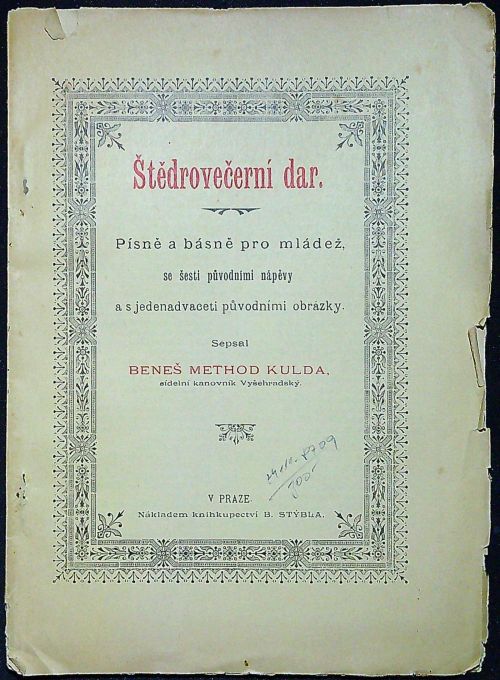 Štědrovečerní dar.
Písně a básně pro mládež,
se šesti původními nápěvy
a s jedenadvaceti původními obrázky.
Sepsal
BENEŠ METHOD KULDA,
sídelní kanovník Vyšehradský.
V PRAZE.
Nákladem knihkupectví B. STÝBLA.